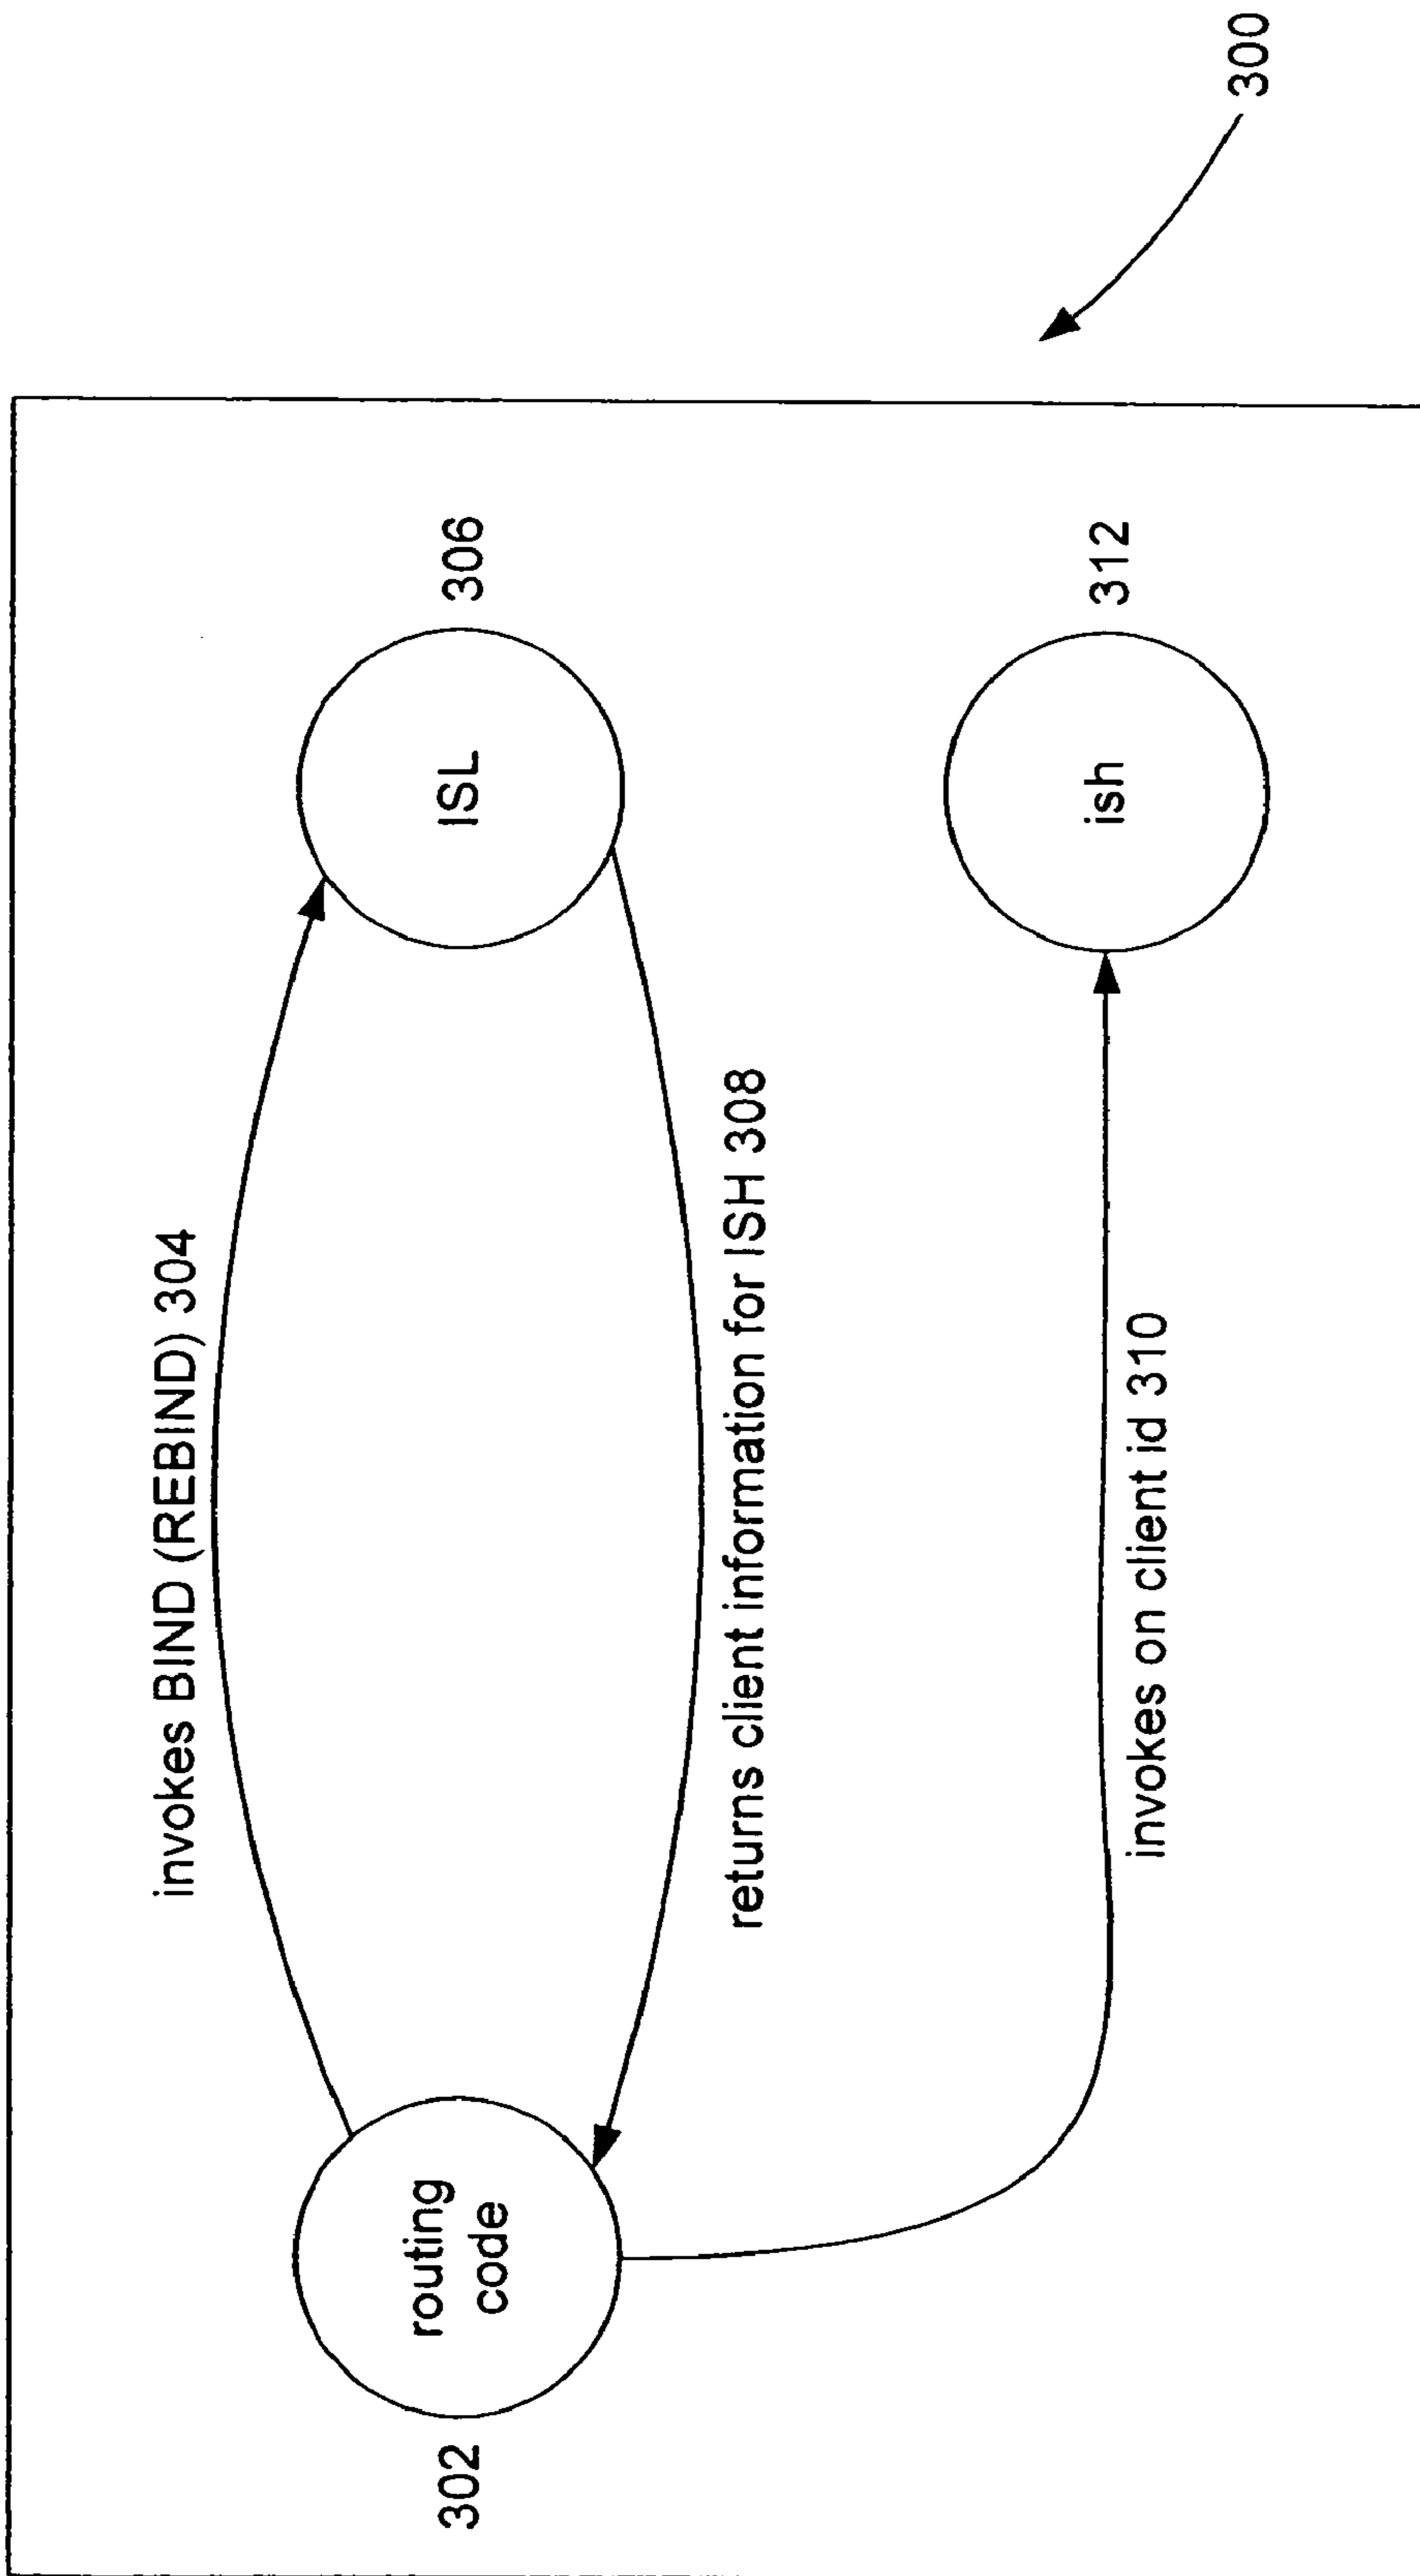 invokes BIND (REBIND) 304
302
routing
code
ISL
306
returns client information for ISH 308
invokes on client id 310
ish
312
300